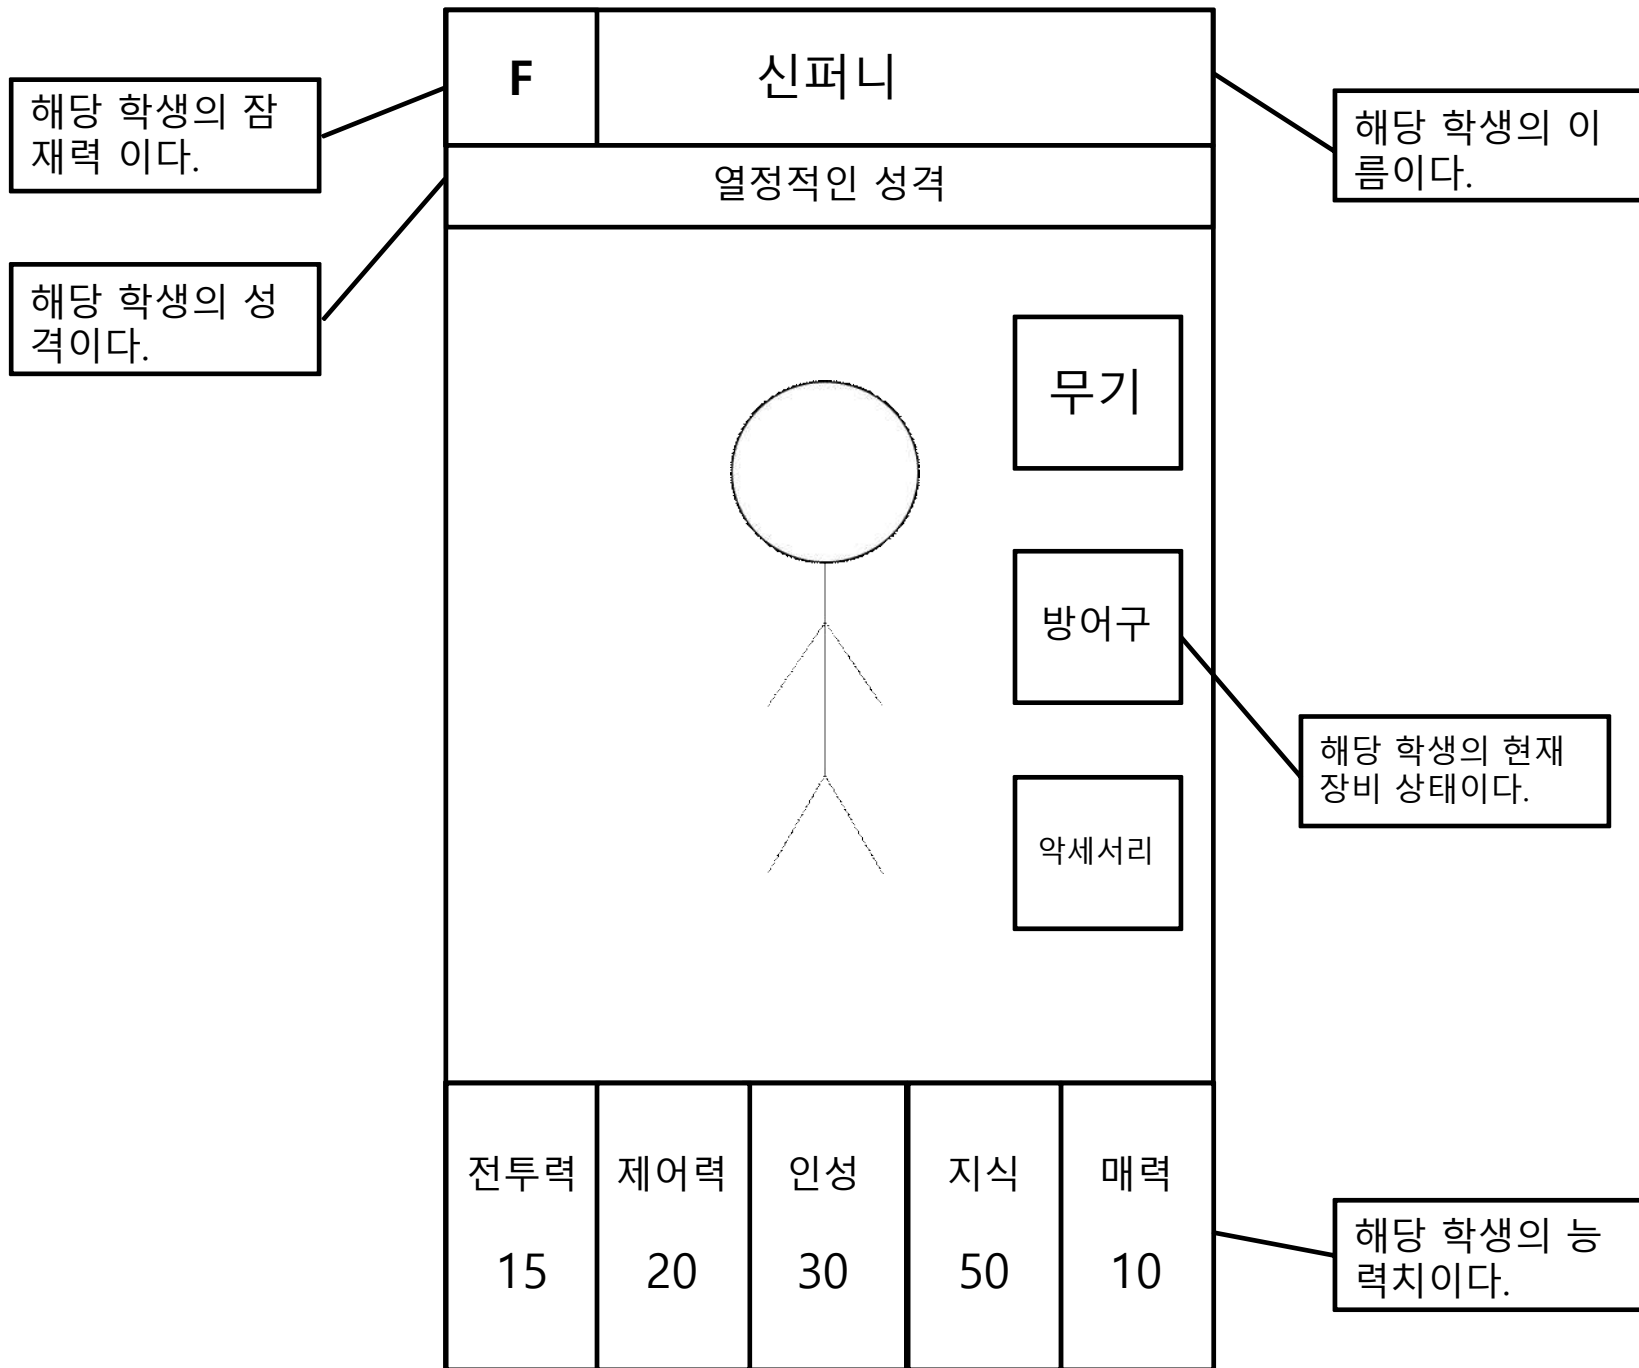 F
신퍼니
해당 학생의 잠
재력 이다.
해당 학생의 이
름이다.
열정적인 성격
해당 학생의 성
격이다.
무기
방어구
해당 학생의 현재
장비 상태이다.
악세서리
전투력 제어력 인성 지식 매력
15 20 30 50 10
해당 학생의 능
력치이다.